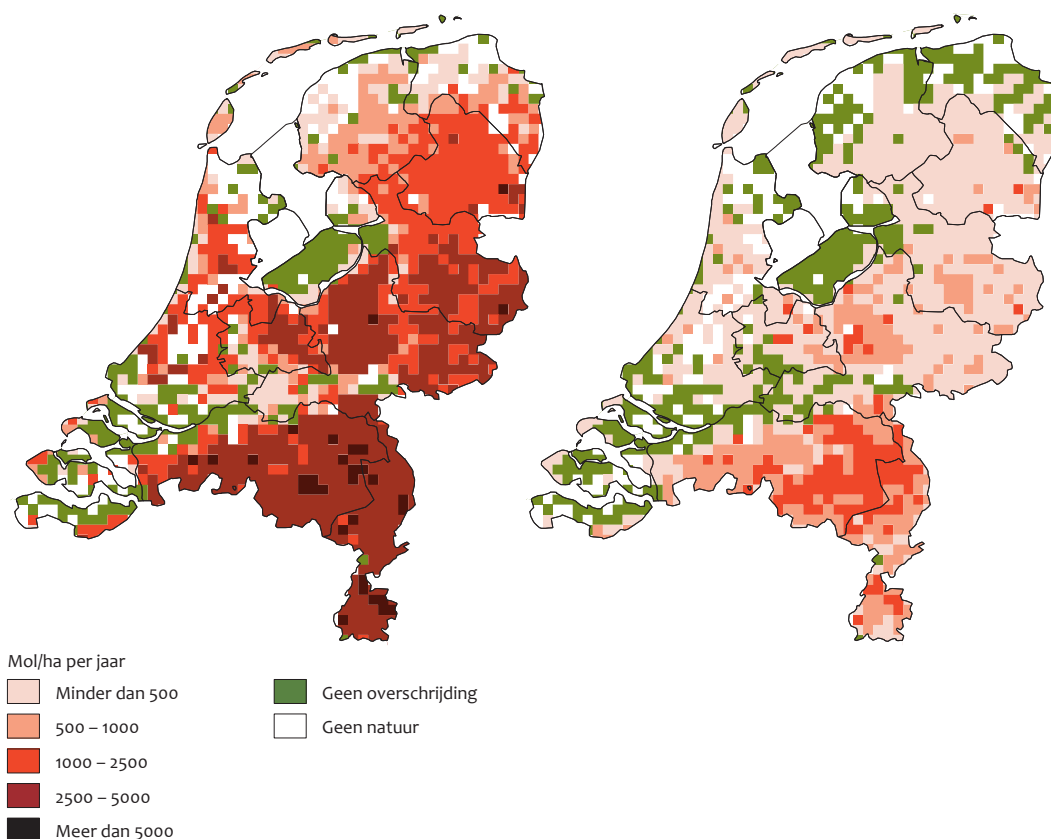 Mol/ha per jaar
Minder dan 500
500 – 1000
1000 – 2500
2500 – 5000
Meer dan 5000
Geen overschrijding
Geen natuur